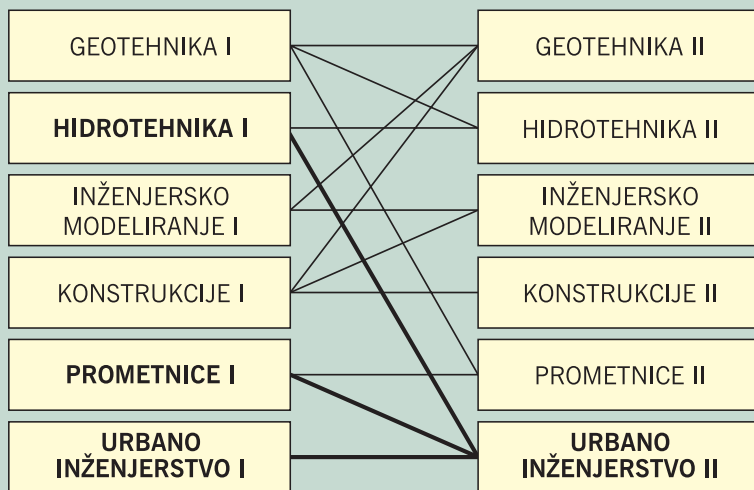 GEOTEHNIKA I
GEOTEHNIKA II
HIDROTEHNIKA I
HIDROTEHNIKA II
INŽENJERSKO
MODELIRANJE I
INŽENJERSKO
MODELIRANJE II
KONSTRUKCIJE I
KONSTRUKCIJE II
PROMETNICE I
PROMETNICE II
URBANO
INŽENJERSTVO I
URBANO
INŽENJERSTVO II